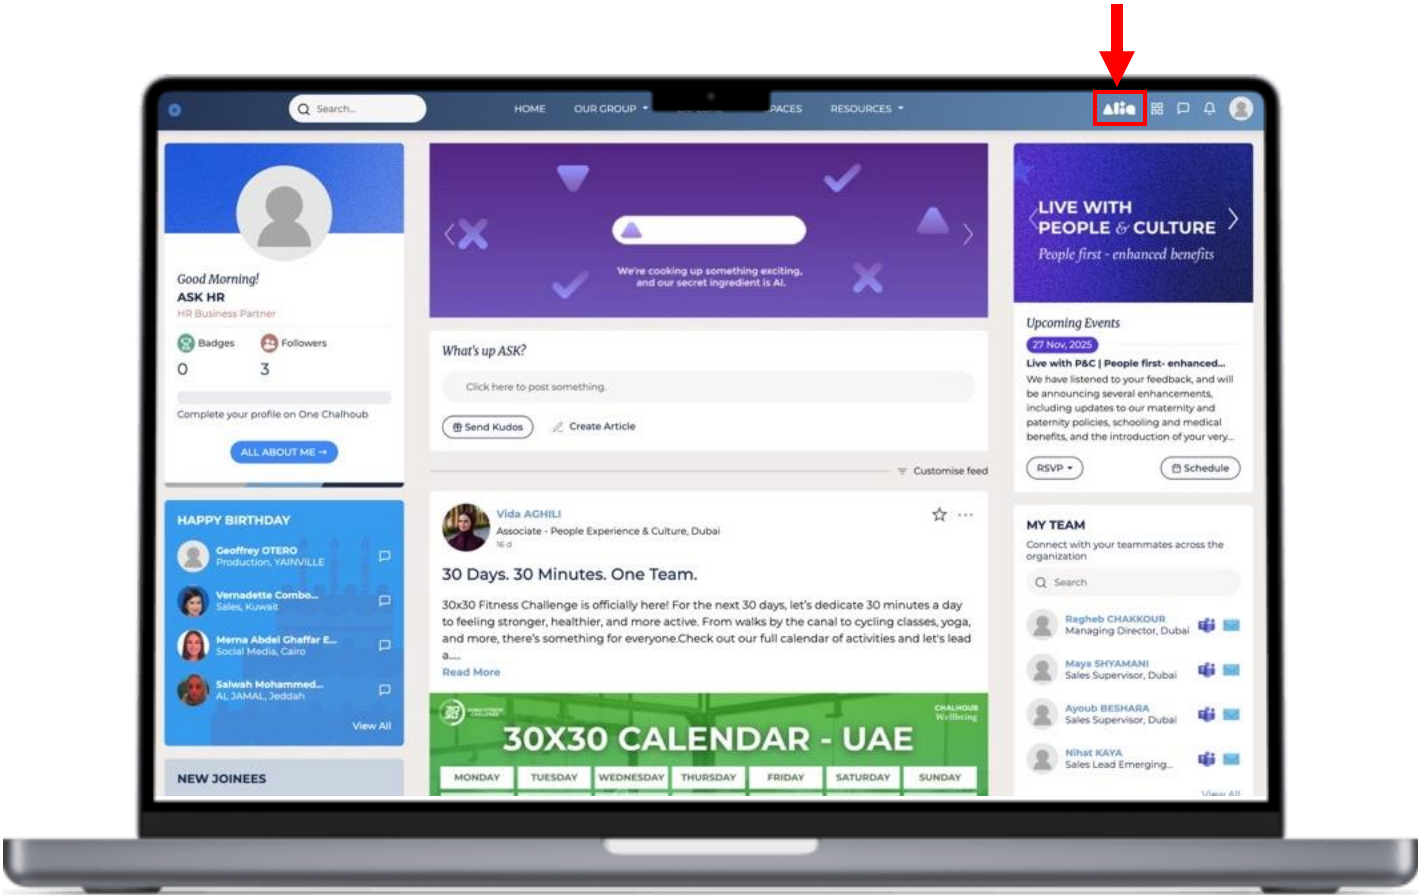 Search...
HOME
OUR GROUP
SPACES
RESOURCES
Alia
Good Morning!
ASK HR
HR Business Partner
Badges
Followers
0
3
Complete your profile on One Chalhoub
ALL ABOUT ME →
HAPPY BIRTHDAY
Geoffrey OTERO
Production, YAINVILLE
Vernadette Combo...
Sales, Kuwait
Merna Abdel Ghaffar E...
Social Media, Cairo
Salwah Mohammed...
AL JAMAL, Jeddah
View All
NEW JOINEES
We're cooking up something exciting,
and our secret ingredient is AI.
What's up ASK?
Click here to post something.
Send Kudos
Create Article
Customise feed
Vida AGHILI
Associate - People Experience & Culture, Dubai
16 d
30 Days. 30 Minutes. One Team.
30x30 Fitness Challenge is officially here! For the next 30 days, let's dedicate 30 minutes a day
to feeling stronger, healthier, and more active. From walks by the canal to cycling classes, yoga,
and more, there's something for everyone.Check out our full calendar of activities and let's lead
a.....
Read More
CHALHOUB
Wellbeing
30X30 CALENDAR - UAE
MONDAY
TUESDAY
WEDNESDAY
THURSDAY
FRIDAY
SATURDAY
SUNDAY
LIVE WITH
PEOPLE & CULTURE
People first - enhanced benefits
Upcoming Events
27 Nov, 2025
Live with P&C | People first- enhanced...
We have listened to your feedback, and will
be announcing several enhancements,
including updates to our maternity and
paternity policies, schooling and medical
benefits, and the introduction of your very...
RSVP
Schedule
MY TEAM
Connect with your teammates across the
organization
Search
Ragheb CHAKKOUR
Managing Director, Dubai
Maya SHYAMANI
Sales Supervisor, Dubai
Ayoub BESHARA
Sales Supervisor, Dubai
Nihat KAYA
Sales Lead Emerging...
View All